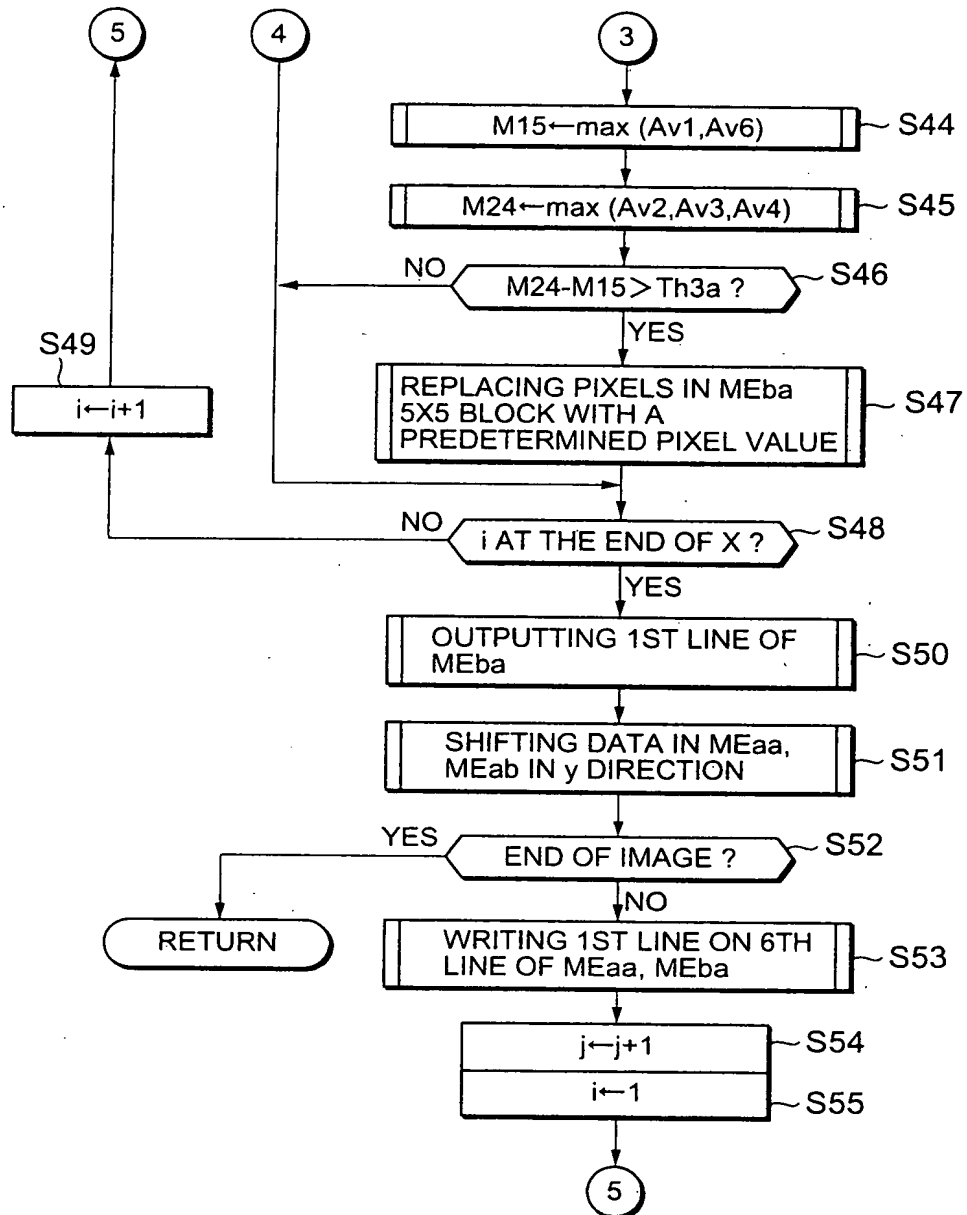 5
4
3
M15←max (Av1,Av6)
S44
M24←max (Av2,Av3,Av4)
S45
NO
M24-M15>Th3a ?
S46
YES
S49
i←i+1
REPLACING PIXELS IN MEba
5X5 BLOCK WITH A
PREDETERMINED PIXEL VALUE
S47
NO
i AT THE END OF X ?
S48
YES
OUTPUTTING 1ST LINE OF
MEba
S50
SHIFTING DATA IN MEaa,
MEab IN y DIRECTION
S51
YES
END OF IMAGE ?
S52
NO
RETURN
WRITING 1ST LINE ON 6TH
LINE OF MEaa, MEba
S53
j←j+1
S54
i←1
S55
5